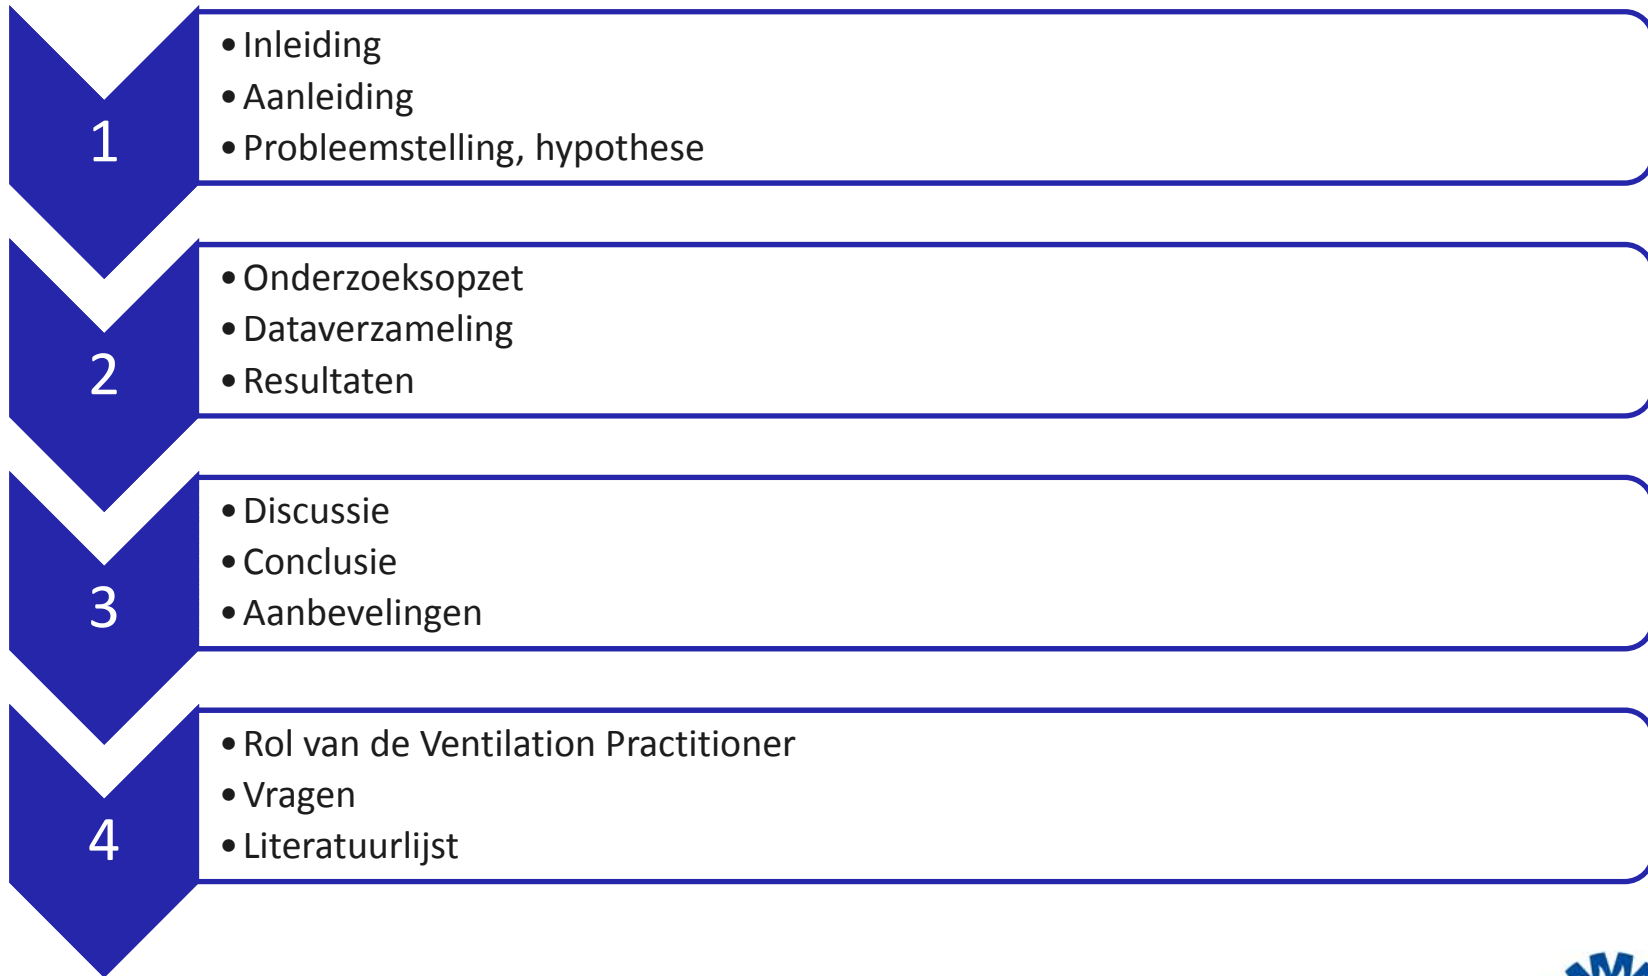 1
• Inleiding
• Aanleiding
• Probleemstelling, hypothese
2
• Onderzoeksopzet
• Dataverzameling
• Resultaten
3
• Discussie
• Conclusie
• Aanbevelingen
4
• Rol van de Ventilation Practitioner
• Vragen
• Literatuurlijst